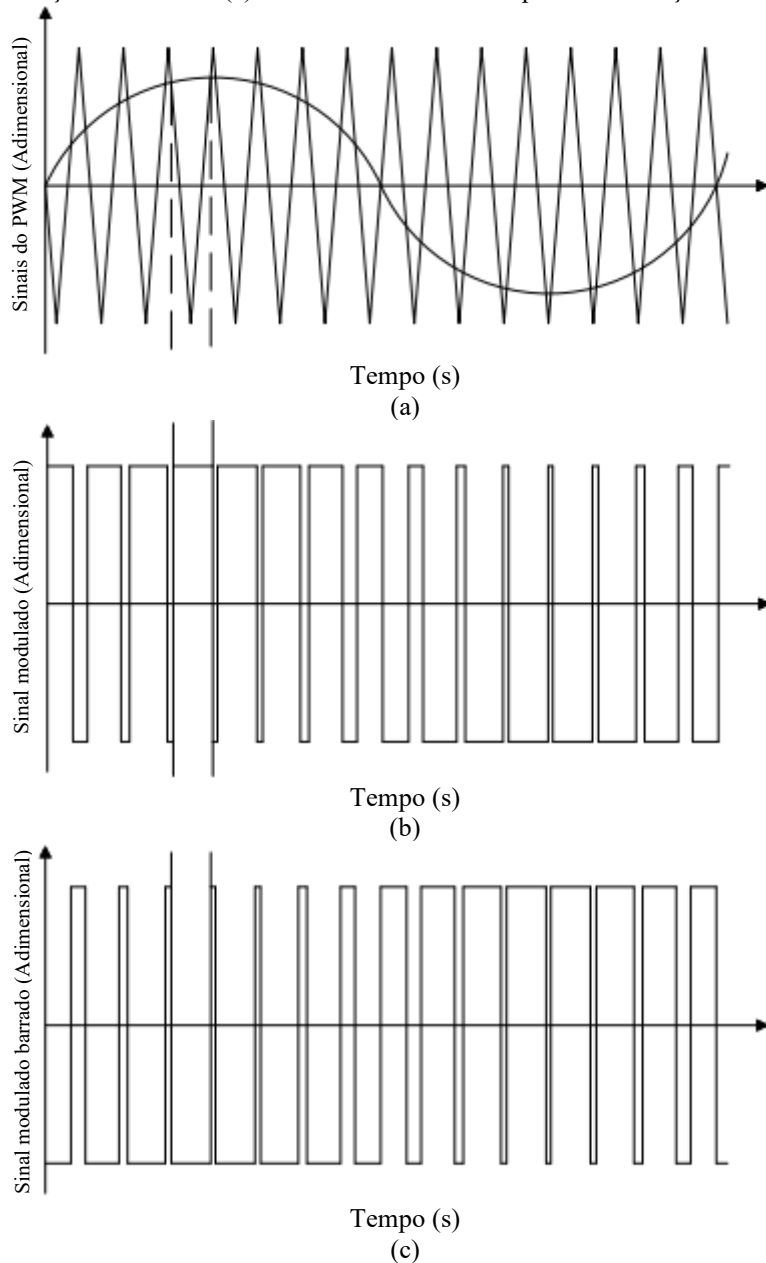 Sinais do PWM (Adimensional)
Tempo (s)
(a)
Sinal modulado (Adimensional)
Tempo (s)
(b)
Sinal modulado barrado (Adimensional)
Tempo (s)
(c)